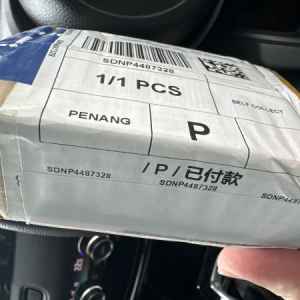 SDNP4487328
1/1 PCS
SELF COLLECT
PENANG
P
/ P / 已付款
SDNP4487328
SDNP4487328